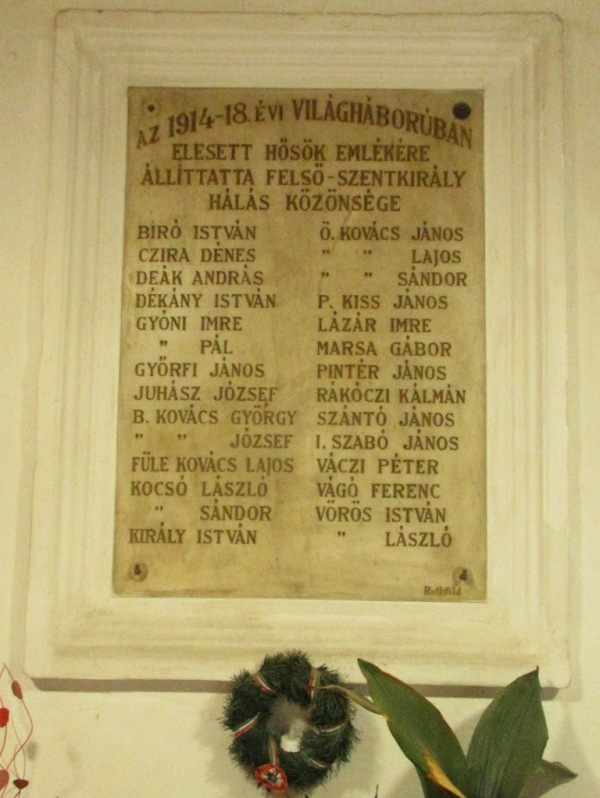 AZ 1914-18. ÉVI VILÁGHÁBORÚBAN
ELESETT HŐSÖK EMLÉKÉRE
ÁLLÍTTATTA FELSŐ-SZENTKIRÁLY
HÁLÁS KÖZÖNSÉGE
BIRÓ ISTVÁN
CZIRA DÉNES
DEÁK ANDRÁS
DÉKÁNY ISTVÁN
GYÓNI IMRE
" PÁL
GYÖRFI JÁNOS
JUHÁSZ JÓZSEF
B. KOVÁCS GYÖRGY
" " JÓZSEF
FÜLE KOVÁCS LAJOS
KOCSÓ LÁSZLÓ
" SÁNDOR
KIRÁLY ISTVÁN
Ö. KOVÁCS JÁNOS
" " LAJOS
" " SÁNDOR
P. KISS JÁNOS
LÁZÁR IMRE
MARSA GÁBOR
PINTÉR JÁNOS
RÁKÓCZI KÁLMÁN
SZÁNTÓ JÁNOS
I. SZABÓ JÁNOS
VÁCZI PÉTER
VÁGÓ FERENC
VÖRÖS ISTVÁN
" LÁSZLÓ
Rothfeld